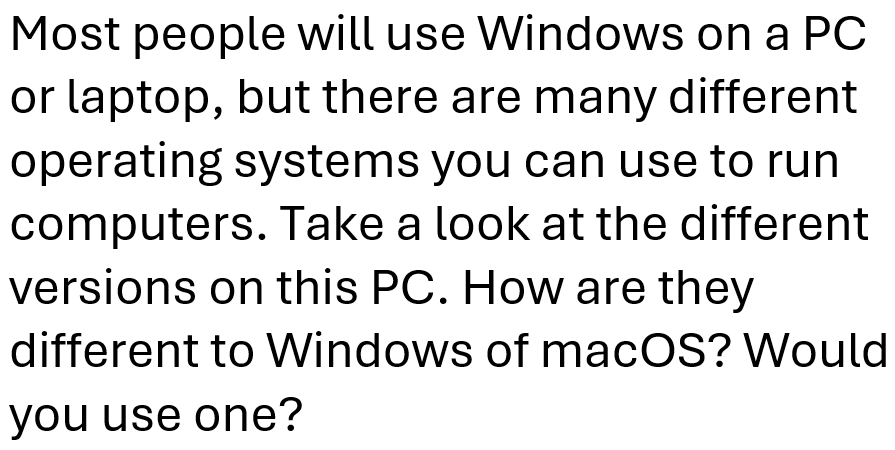 Most people will use Windows on a PC
or laptop, but there are many different
operating systems you can use to run
computers. Take a look at the different
versions on this PC. How are they
different to Windows of macOS? Would
you use one?